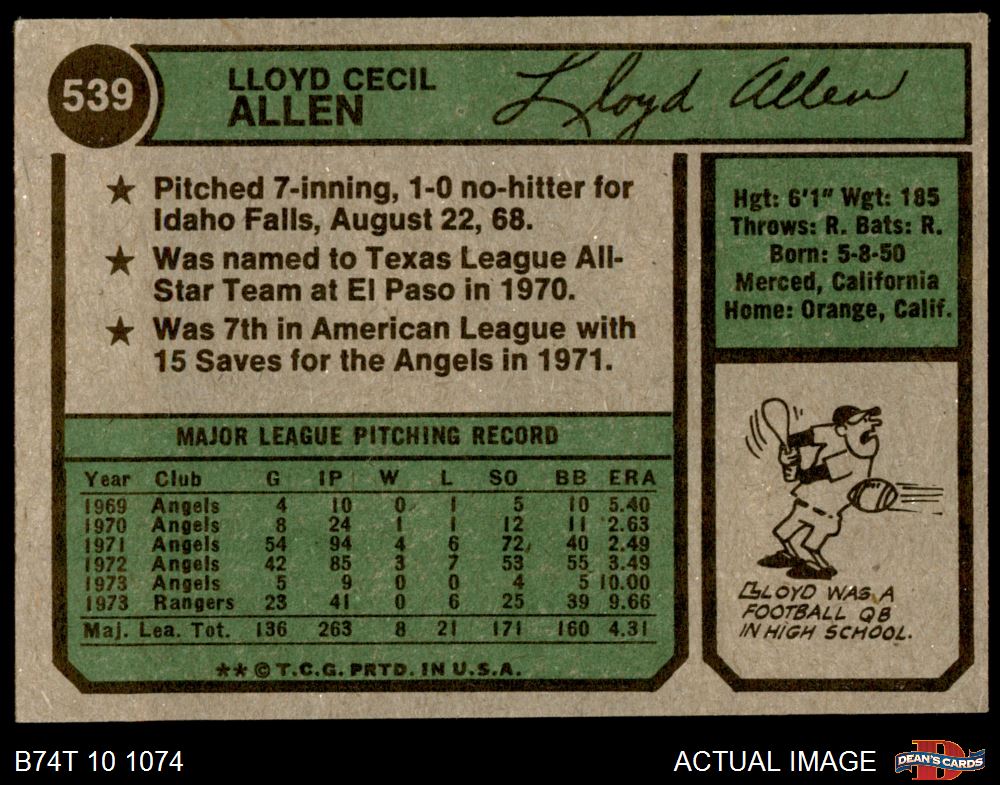 539
LLOYD CECIL
ALLEN
Lloyd Allen
★ Pitched 7-inning, 1-0 no-hitter for
Idaho Falls, August 22, 68.
★ Was named to Texas League All-
Star Team at El Paso in 1970.
★ Was 7th in American League with
15 Saves for the Angels in 1971.
Hgt: 6'1" Wgt: 185
Throws: R. Bats: R.
Born: 5-8-50
Merced, California
Home: Orange, Calif.
MAJOR LEAGUE PITCHING RECORD
Year Club G IP W L SO BB ERA
1969 Angels 4 10 0 1 5 10 5.40
1970 Angels 8 24 1 1 12 11 2.63
1971 Angels 54 94 4 6 72 40 2.49
1972 Angels 42 85 3 7 53 55 3.49
1973 Angels 5 9 0 0 4 5 10.00
1973 Rangers 23 41 0 6 25 39 9.66
Maj. Lea. Tot. 136 263 8 21 171 160 4.31
** © T.C.G. PRTD. IN U.S.A.
LLOYD WAS A
FOOTBALL QB
IN HIGH SCHOOL.
B74T 10 1074
ACTUAL IMAGE
DEAN'S CARDS